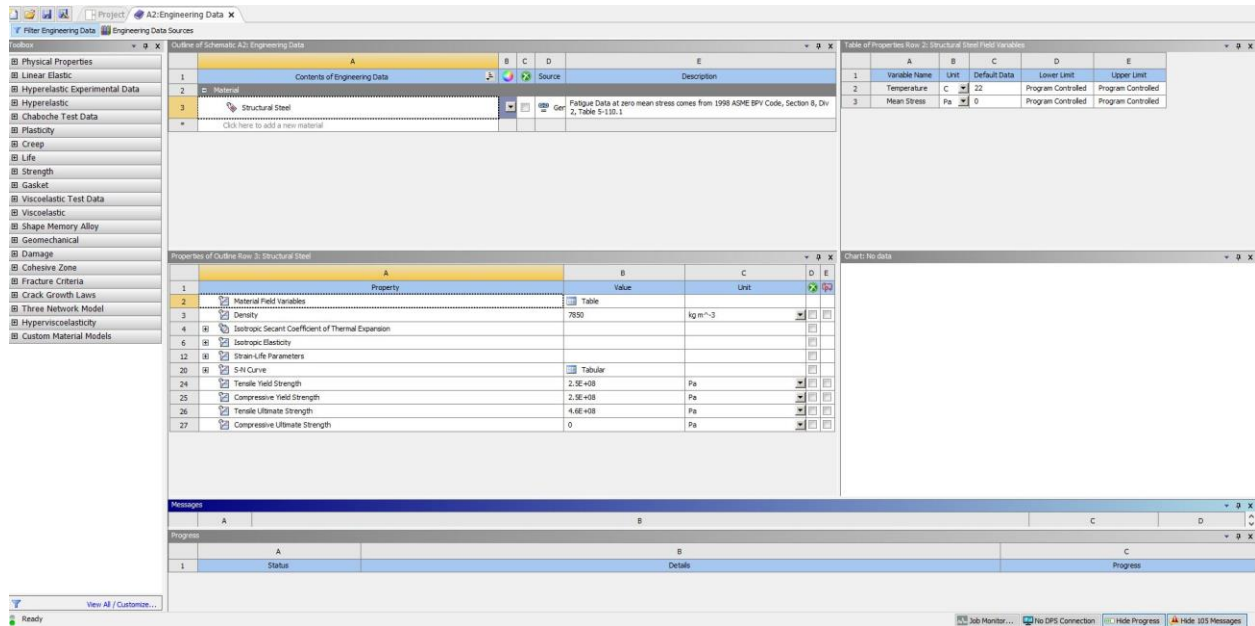 Project
A2:Engineering Data
Filter Engineering Data
Engineering Data Sources
Toolbox
Physical Properties
Linear Elastic
Hyperelastic Experimental Data
Hyperelastic
Chaboche Test Data
Plasticity
Creep
Life
Strength
Gasket
Viscoelastic Test Data
Viscoelastic
Shape Memory Alloy
Geomechanical
Damage
Cohesive Zone
Fracture Criteria
Crack Growth Laws
Three Network Model
Hyperviscoelasticity
Custom Material Models
View All / Customize...
Outline of Schematic A2: Engineering Data
A B C D E
1 Contents of Engineering Data Source Description
2 Material
3 Structural Steel Ger Fatigue Data at zero mean stress comes from 1998 ASME BPV Code, Section 8, Div
2, Table 5-110.1
* Click here to add a new material
Table of Properties Row 2: Structural Steel Field Variables
A B C D E
1 Variable Name Unit Default Data Lower Limit Upper Limit
2 Temperature C 22 Program Controlled Program Controlled
3 Mean Stress Pa 0 Program Controlled Program Controlled
Properties of Outline Row 3: Structural Steel
A B C D E
1 Property Value Unit
2 Material Field Variables Table
3 Density 7850 kg m^-3
4 Isotropic Secant Coefficient of Thermal Expansion
6 Isotropic Elasticity
12 Strain-Life Parameters
20 S-N Curve Tabular
24 Tensile Yield Strength 2.5E+08 Pa
25 Compressive Yield Strength 2.5E+08 Pa
26 Tensile Ultimate Strength 4.6E+08 Pa
27 Compressive Ultimate Strength 0 Pa
Chart: No data
Messages
A B C D
Progress
A B C
1 Status Details Progress
Ready
Job Monitor... No DPS Connection Hide Progress Hide 105 Messages